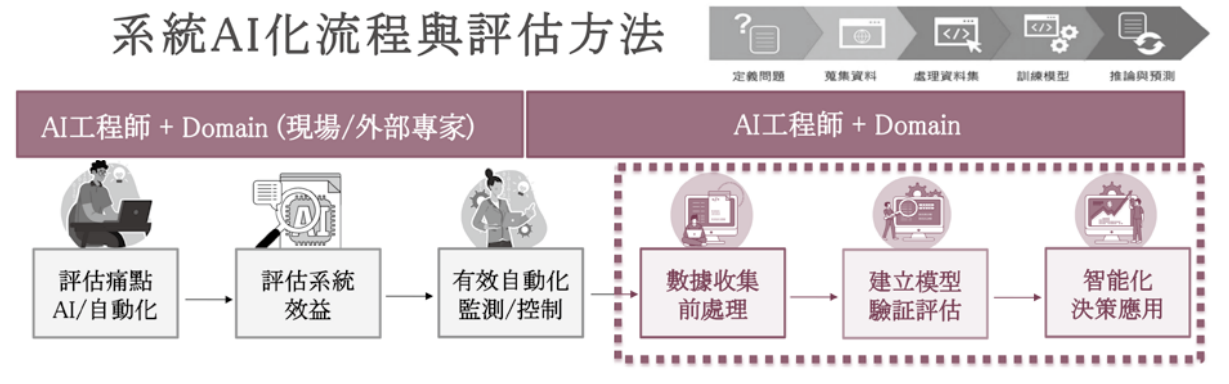 系統AI化流程與評估方法
?
</>
</>
定義問題
蒐集資料
處理資料集
訓練模型
推論與預測
AI工程師 + Domain (現場/外部專家)
AI工程師 + Domain
AI
評估痛點
AI/自動化
評估系統
效益
有效自動化
監測/控制
數據收集
前處理
建立模型
驗証評估
智能化
決策應用